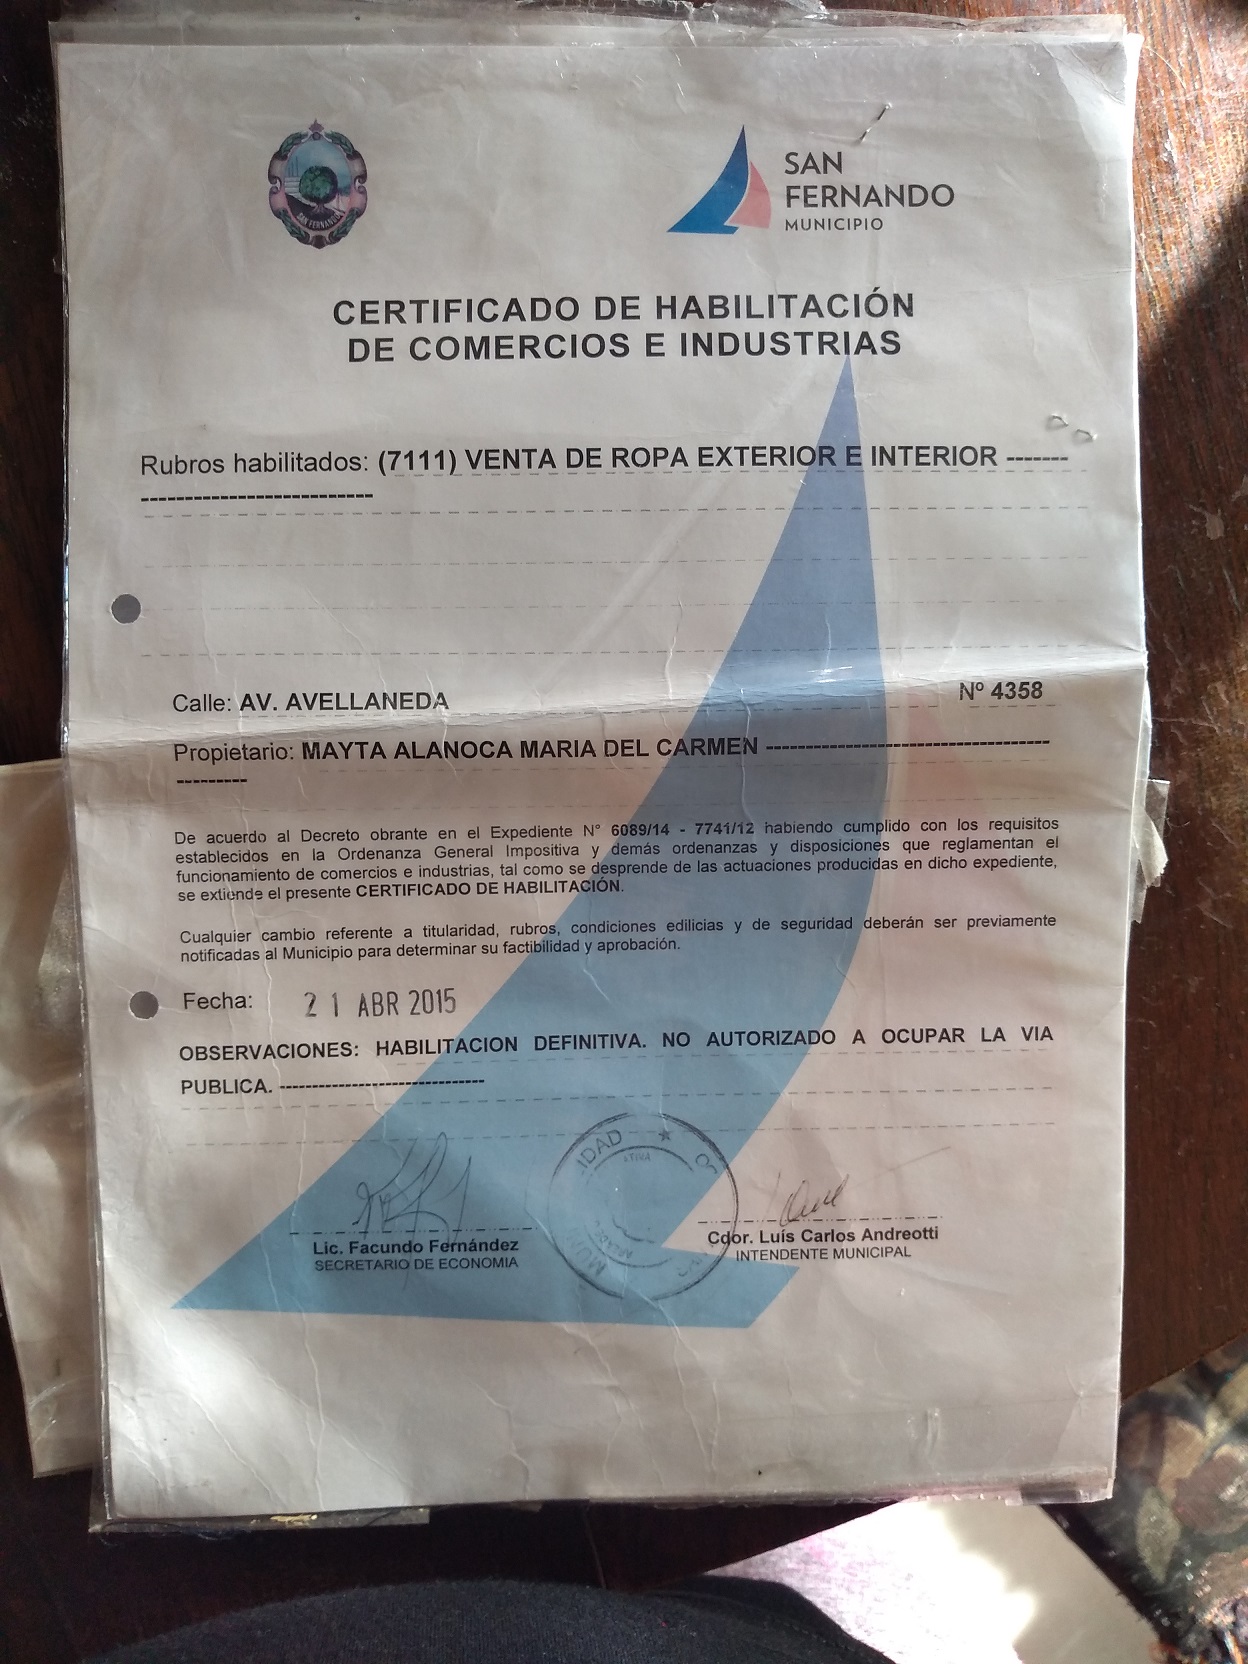 SAN FERNANDO
SAN
FERNANDO
MUNICIPIO
CERTIFICADO DE HABILITACIÓN
DE COMERCIOS E INDUSTRIAS
Rubros habilitados: (7111) VENTA DE ROPA EXTERIOR E INTERIOR -------
--------------------------
Calle: AV. AVELLANEDA Nº 4358
Propietario: MAYTA ALANOCA MARIA DEL CARMEN ------------------------------------
---------
De acuerdo al Decreto obrante en el Expediente N° 6089/14 - 7741/12 habiendo cumplido con los requisitos
establecidos en la Ordenanza General Impositiva y demás ordenanzas y disposiciones que reglamentan el
funcionamiento de comercios e industrias, tal como se desprende de las actuaciones producidas en dicho expediente,
se extiende el presente CERTIFICADO DE HABILITACIÓN.
Cualquier cambio referente a titularidad, rubros, condiciones edilicias y de seguridad deberán ser previamente
notificadas al Municipio para determinar su factibilidad y aprobación.
Fecha: 21 ABR 2015
OBSERVACIONES: HABILITACION DEFINITIVA. NO AUTORIZADO A OCUPAR LA VIA
PUBLICA. -------------------------------
Lic. Facundo Fernández
SECRETARIO DE ECONOMIA
Cdor. Luis Carlos Andreotti
INTENDENTE MUNICIPAL